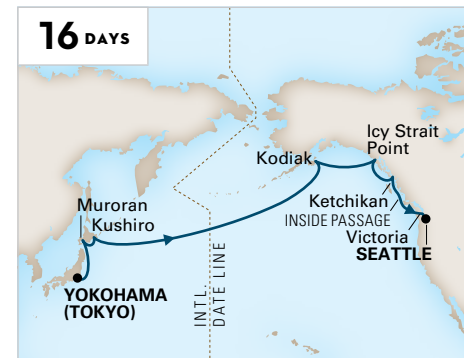 16 DAYS
Icy Strait
Point
Kodiak
Muroran
Kushiro
Ketchikan
INSIDE PASSAGE
Victoria
SEATTLE
YOKOHAMA
(TOKYO)
INTL.
DATE LINE